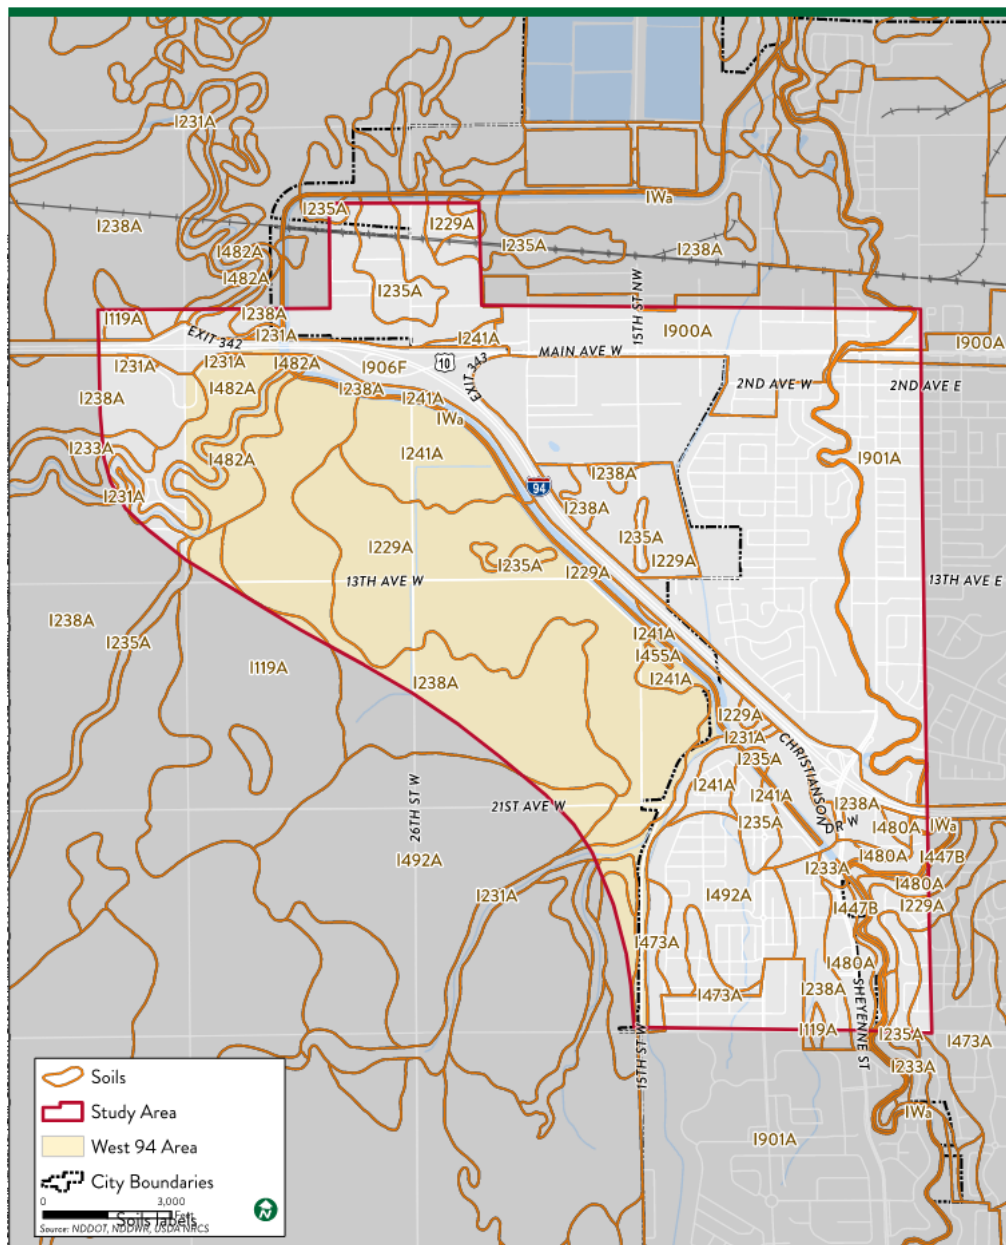 I231A
IWa
I235A
I229A
I238A
I482A
I235A
I238A
I482A
I235A
15TH ST NW
I119A
I238A
I231A
I900A
EXIT 342
I241A
I900A
I231A
I231A
I482A
I906F
10
EXIT 343
MAIN AVE W
I482A
I238A
I238A
I241A
2ND AVE W
2ND AVE E
IWa
I233A
I482A
I241A
I901A
I238A
I231A
94
I238A
I235A
I229A
I235A
I229A
I229A
13TH AVE W
13TH AVE E
I238A
I235A
I241A
I455A
I119A
I238A
I241A
I229A
I231A
CHRISTIANSON
DR W
I235A
I241A
I241A
26TH ST W
21ST AVE W
I238A
I235A
I480A
IWa
I492A
I480A
I447B
I233A
I480A
I231A
I492A
I447B
I229A
I473A
I480A
I473A
I238A
SHEYENNE ST
I119A
I235A
I473A
15TH ST W
I233A
IWa
I901A
Soils
Study Area
West 94 Area
City Boundaries
0 3,000
Feet
Soils labels
Source: NDDOT, NDDWR, USDA NRCS
N